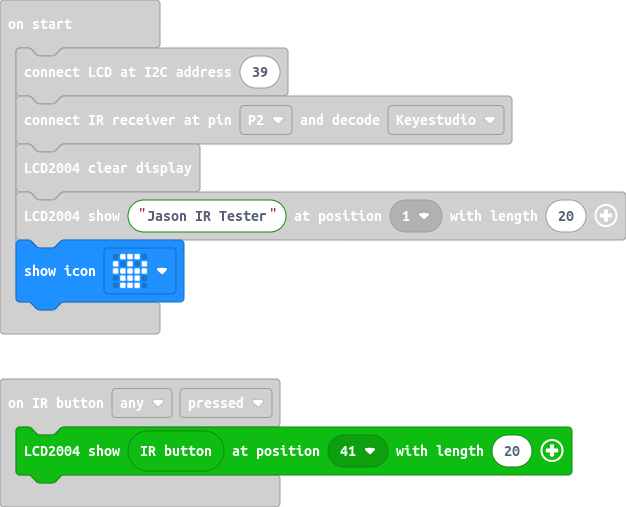 on start
connect LCD at I2C address 39
connect IR receiver at pin P2 and decode Keyestudio
LCD2004 clear display
LCD2004 show "Jason IR Tester" at position 1 with length 20
show icon
on IR button any pressed
LCD2004 show IR button at position 41 with length 20